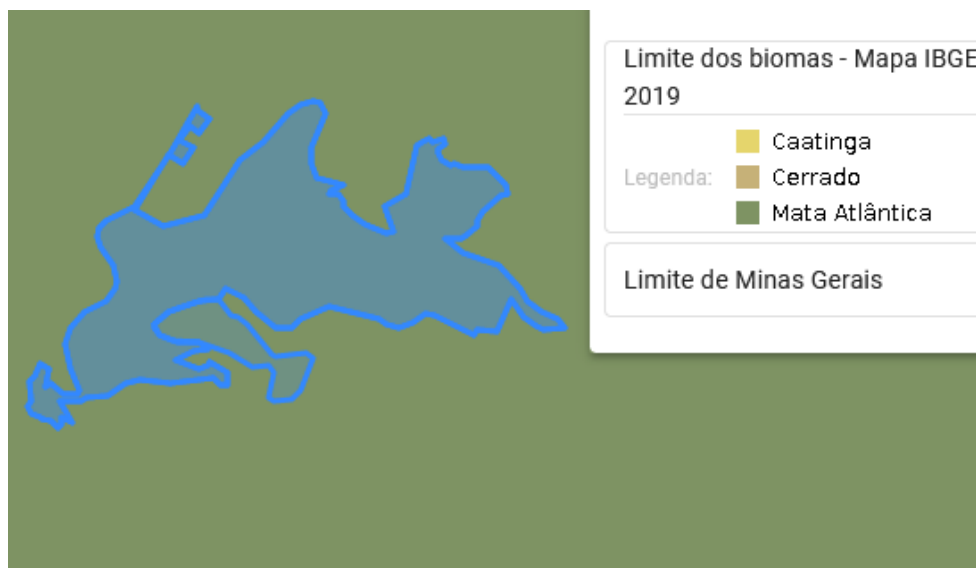 Limite dos biomas - Mapa IBGE
2019
Legenda:
Caatinga
Cerrado
Mata Atlântica
Limite de Minas Gerais